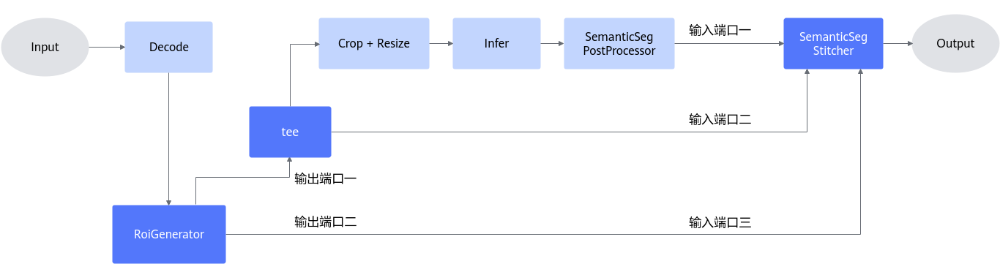 Input
Decode
Crop + Resize
Infer
SemanticSeg
PostProcessor
输入端口一
SemanticSeg
Stitcher
Output
tee
输入端口二
输出端口一
RoiGenerator
输出端口二
输入端口三